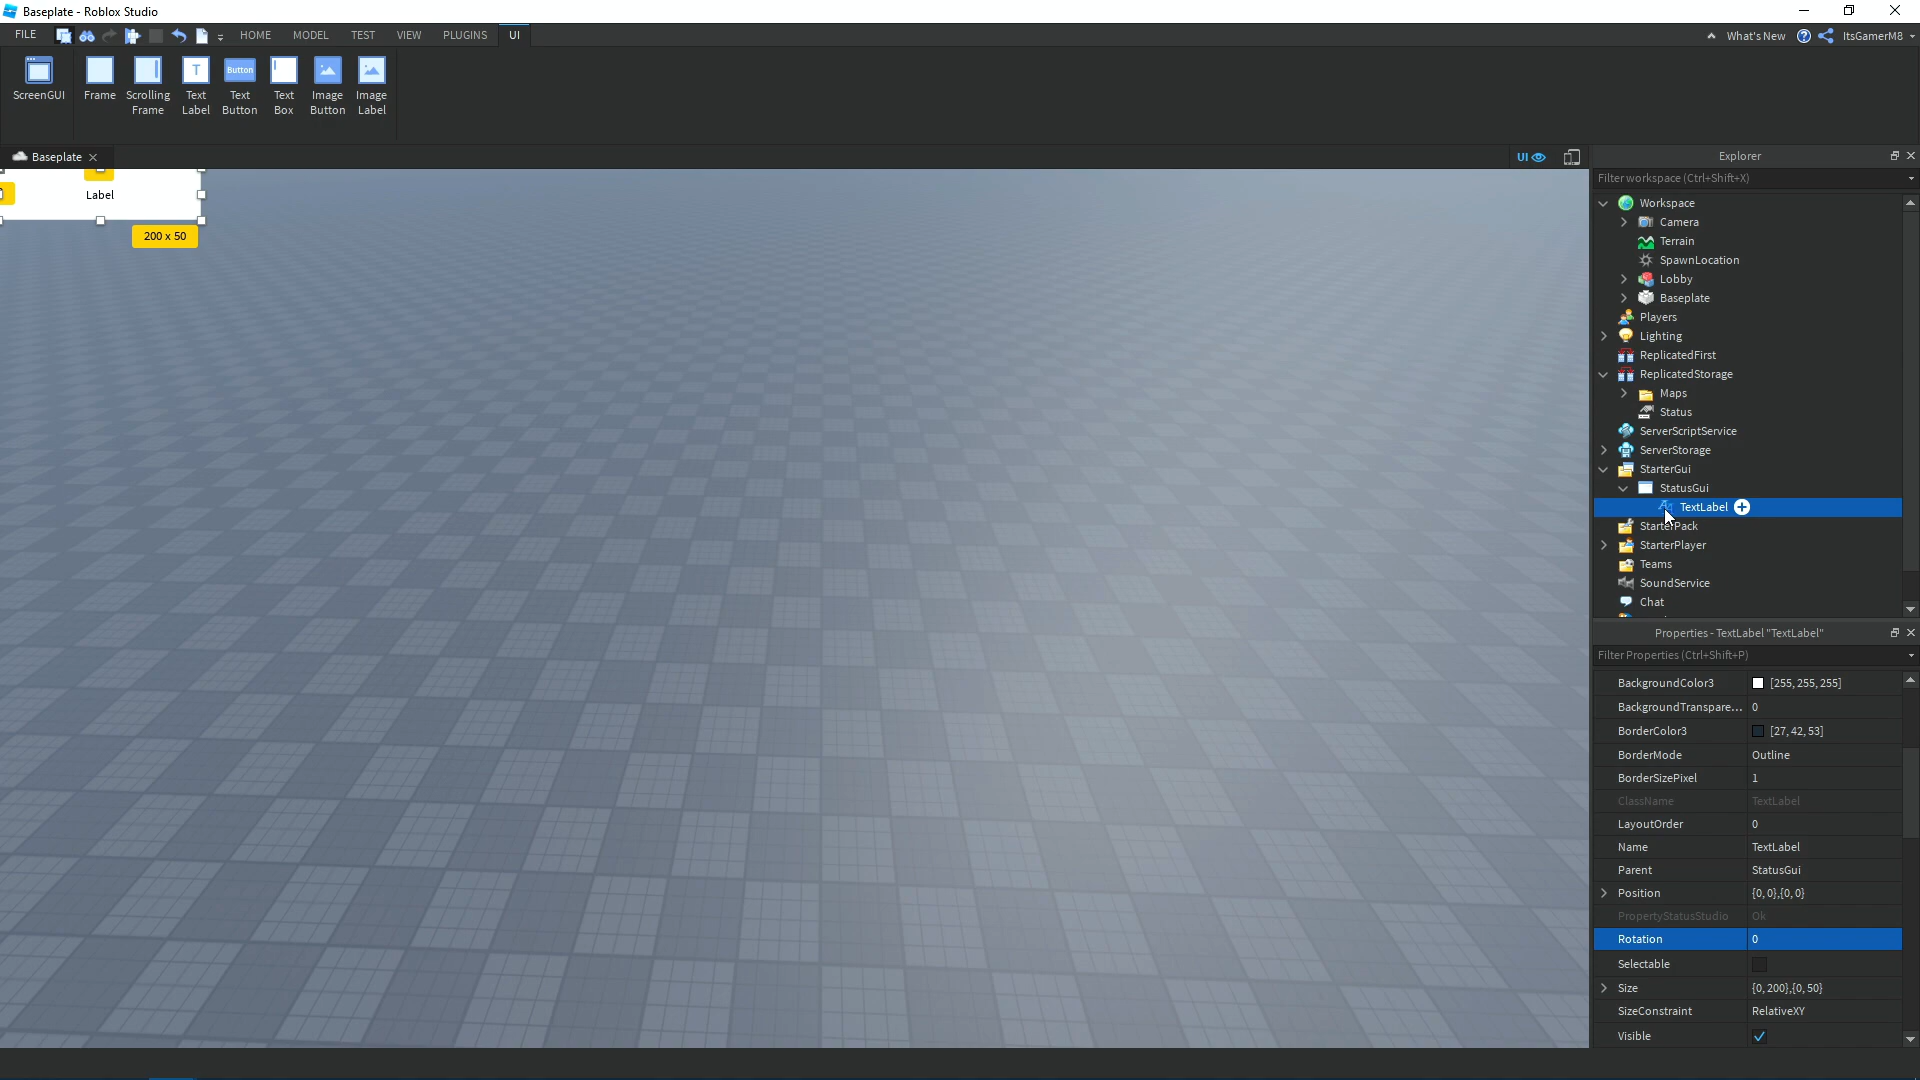 Baseplate - Roblox Studio
FILE HOME MODEL TEST VIEW PLUGINS UI What's New ItsGamerM8
ScreenGUI
Frame
Scrolling Frame
Text Label
Button
Text Button
Text Box
Image Button
Image Label
Baseplate
UI
Label
200 x 50
Explorer
Filter workspace (Ctrl+Shift+X)
Workspace
Camera
Terrain
SpawnLocation
Lobby
Baseplate
Players
Lighting
ReplicatedFirst
ReplicatedStorage
Maps
Status
ServerScriptService
ServerStorage
StarterGui
StatusGui
TextLabel
StarterPack
StarterPlayer
Teams
SoundService
Chat
Properties - TextLabel "TextLabel"
Filter Properties (Ctrl+Shift+P)
BackgroundColor3 [255, 255, 255]
BackgroundTranspare... 0
BorderColor3 [27, 42, 53]
BorderMode Outline
BorderSizePixel 1
ClassName TextLabel
LayoutOrder 0
Name TextLabel
Parent StatusGui
Position {0, 0},{0, 0}
PropertyStatusStudio Ok
Rotation 0
Selectable
Size {0, 200},{0, 50}
SizeConstraint RelativeXY
Visible